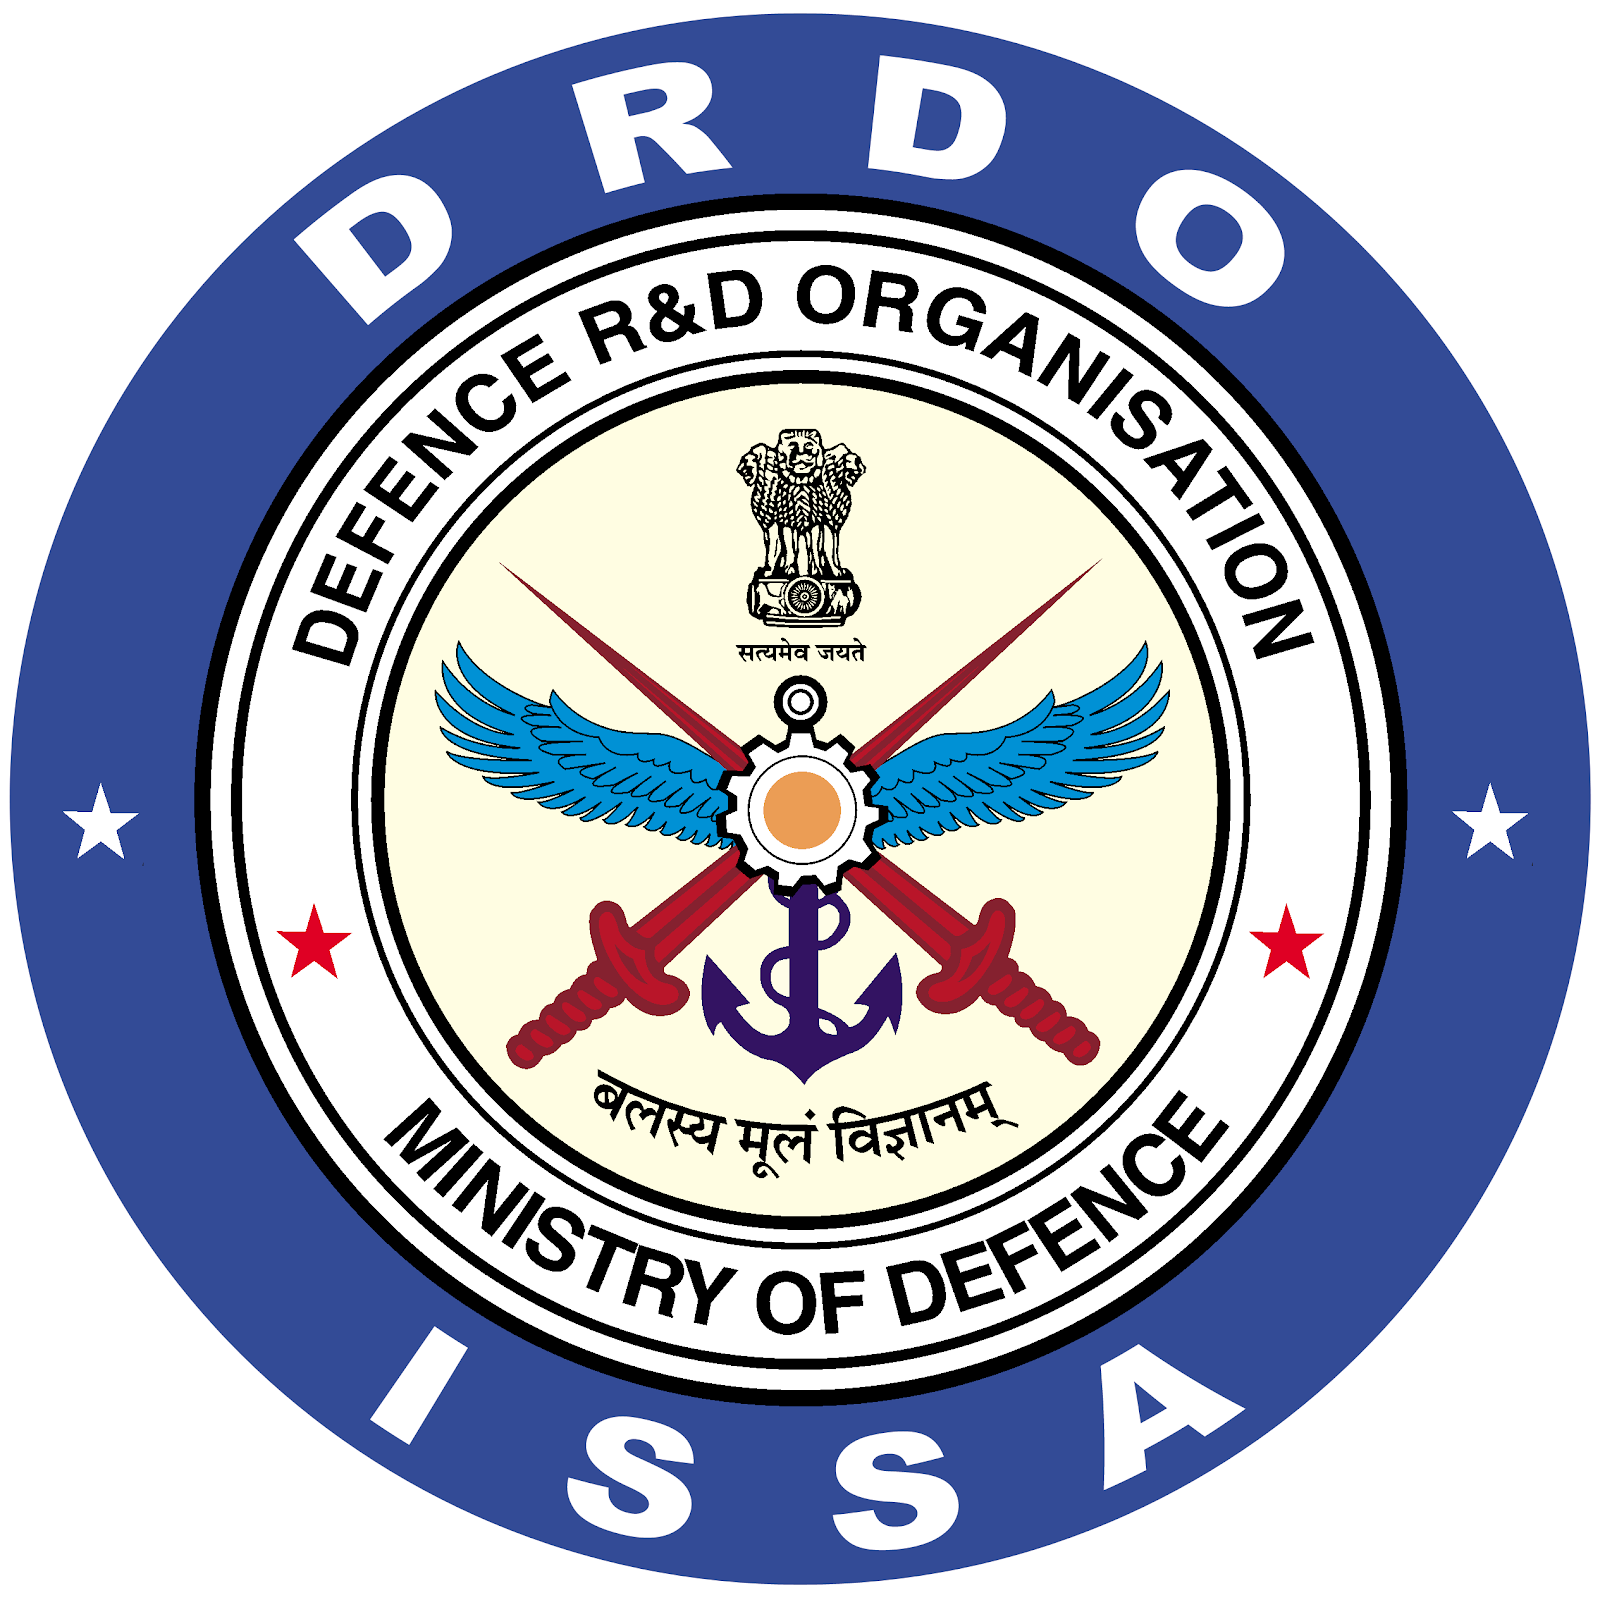 DRDO
DEFENCE R&D ORGANISATION
सत्यमेव जयते
बलस्य मूलं विज्ञानम्
MINISTRY OF DEFENCE
ISSA